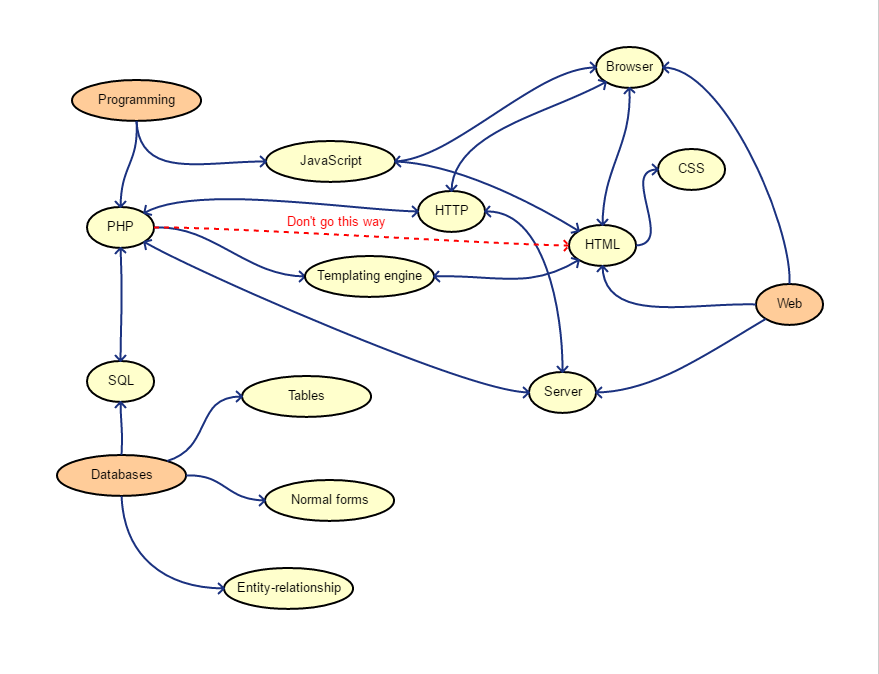 Browser
Programming
JavaScript
CSS
HTTP
Don't go this way
PHP
HTML
Templating engine
Web
SQL
Server
Tables
Databases
Normal forms
Entity-relationship